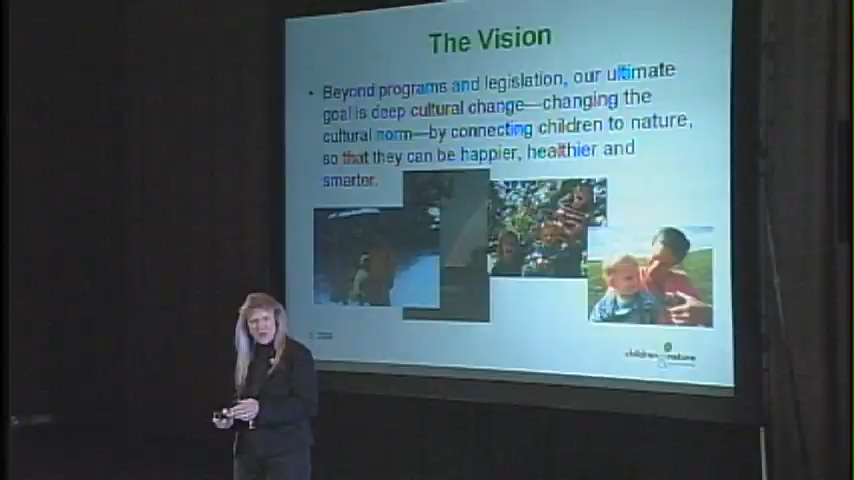 The Vision
• Beyond programs and legislation, our ultimate
goal is deep cultural change—changing the
cultural norm—by connecting children to nature,
so that they can be happier, healthier and
smarter.
children nature